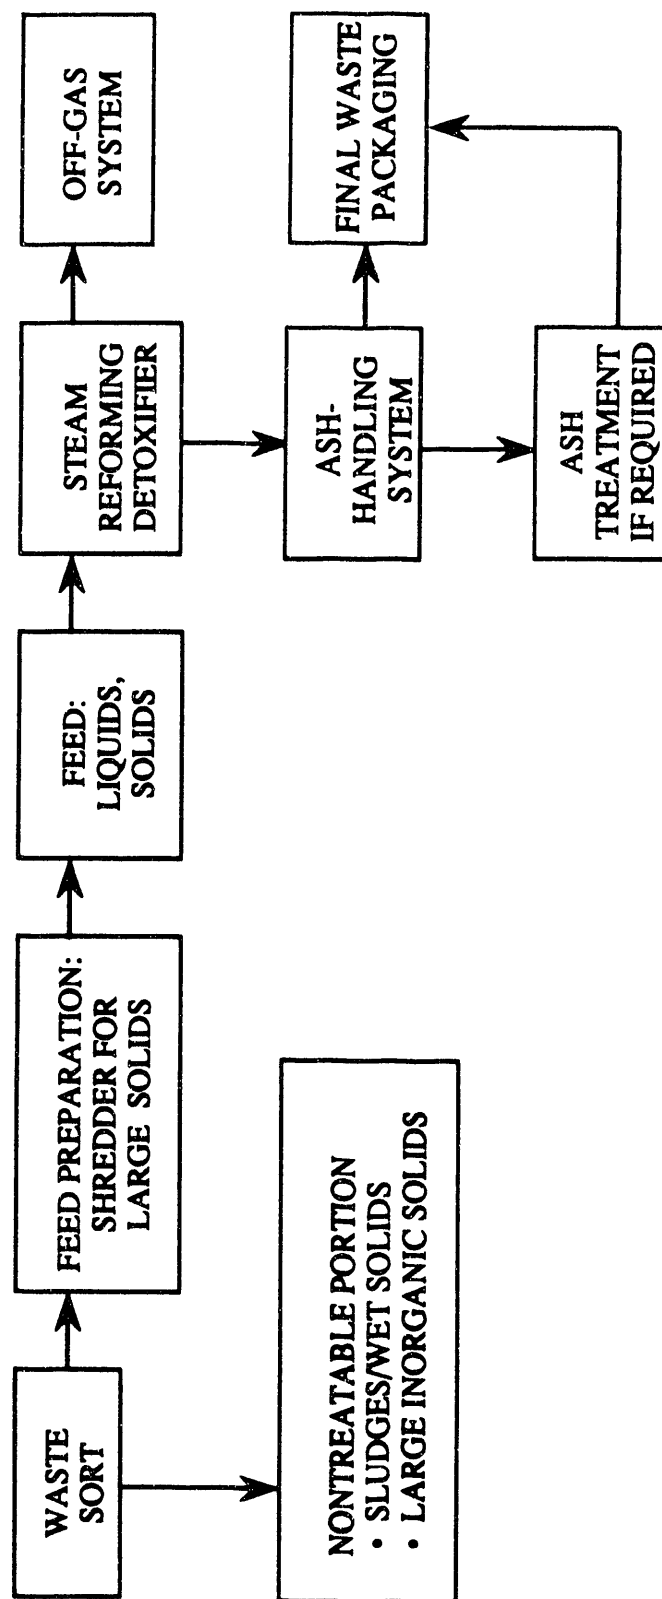 WASTE
SORT
FEED PREPARATION:
SHREDDER FOR
LARGE SOLIDS
FEED:
LIQUIDS,
SOLIDS
STEAM
REFORMING
DETOXIFIER
OFF-GAS
SYSTEM
NONTREATABLE PORTION
• SLUDGES/WET SOLIDS
• LARGE INORGANIC SOLIDS
ASH-
HANDLING
SYSTEM
FINAL WASTE
PACKAGING
ASH
TREATMENT
IF REQUIRED